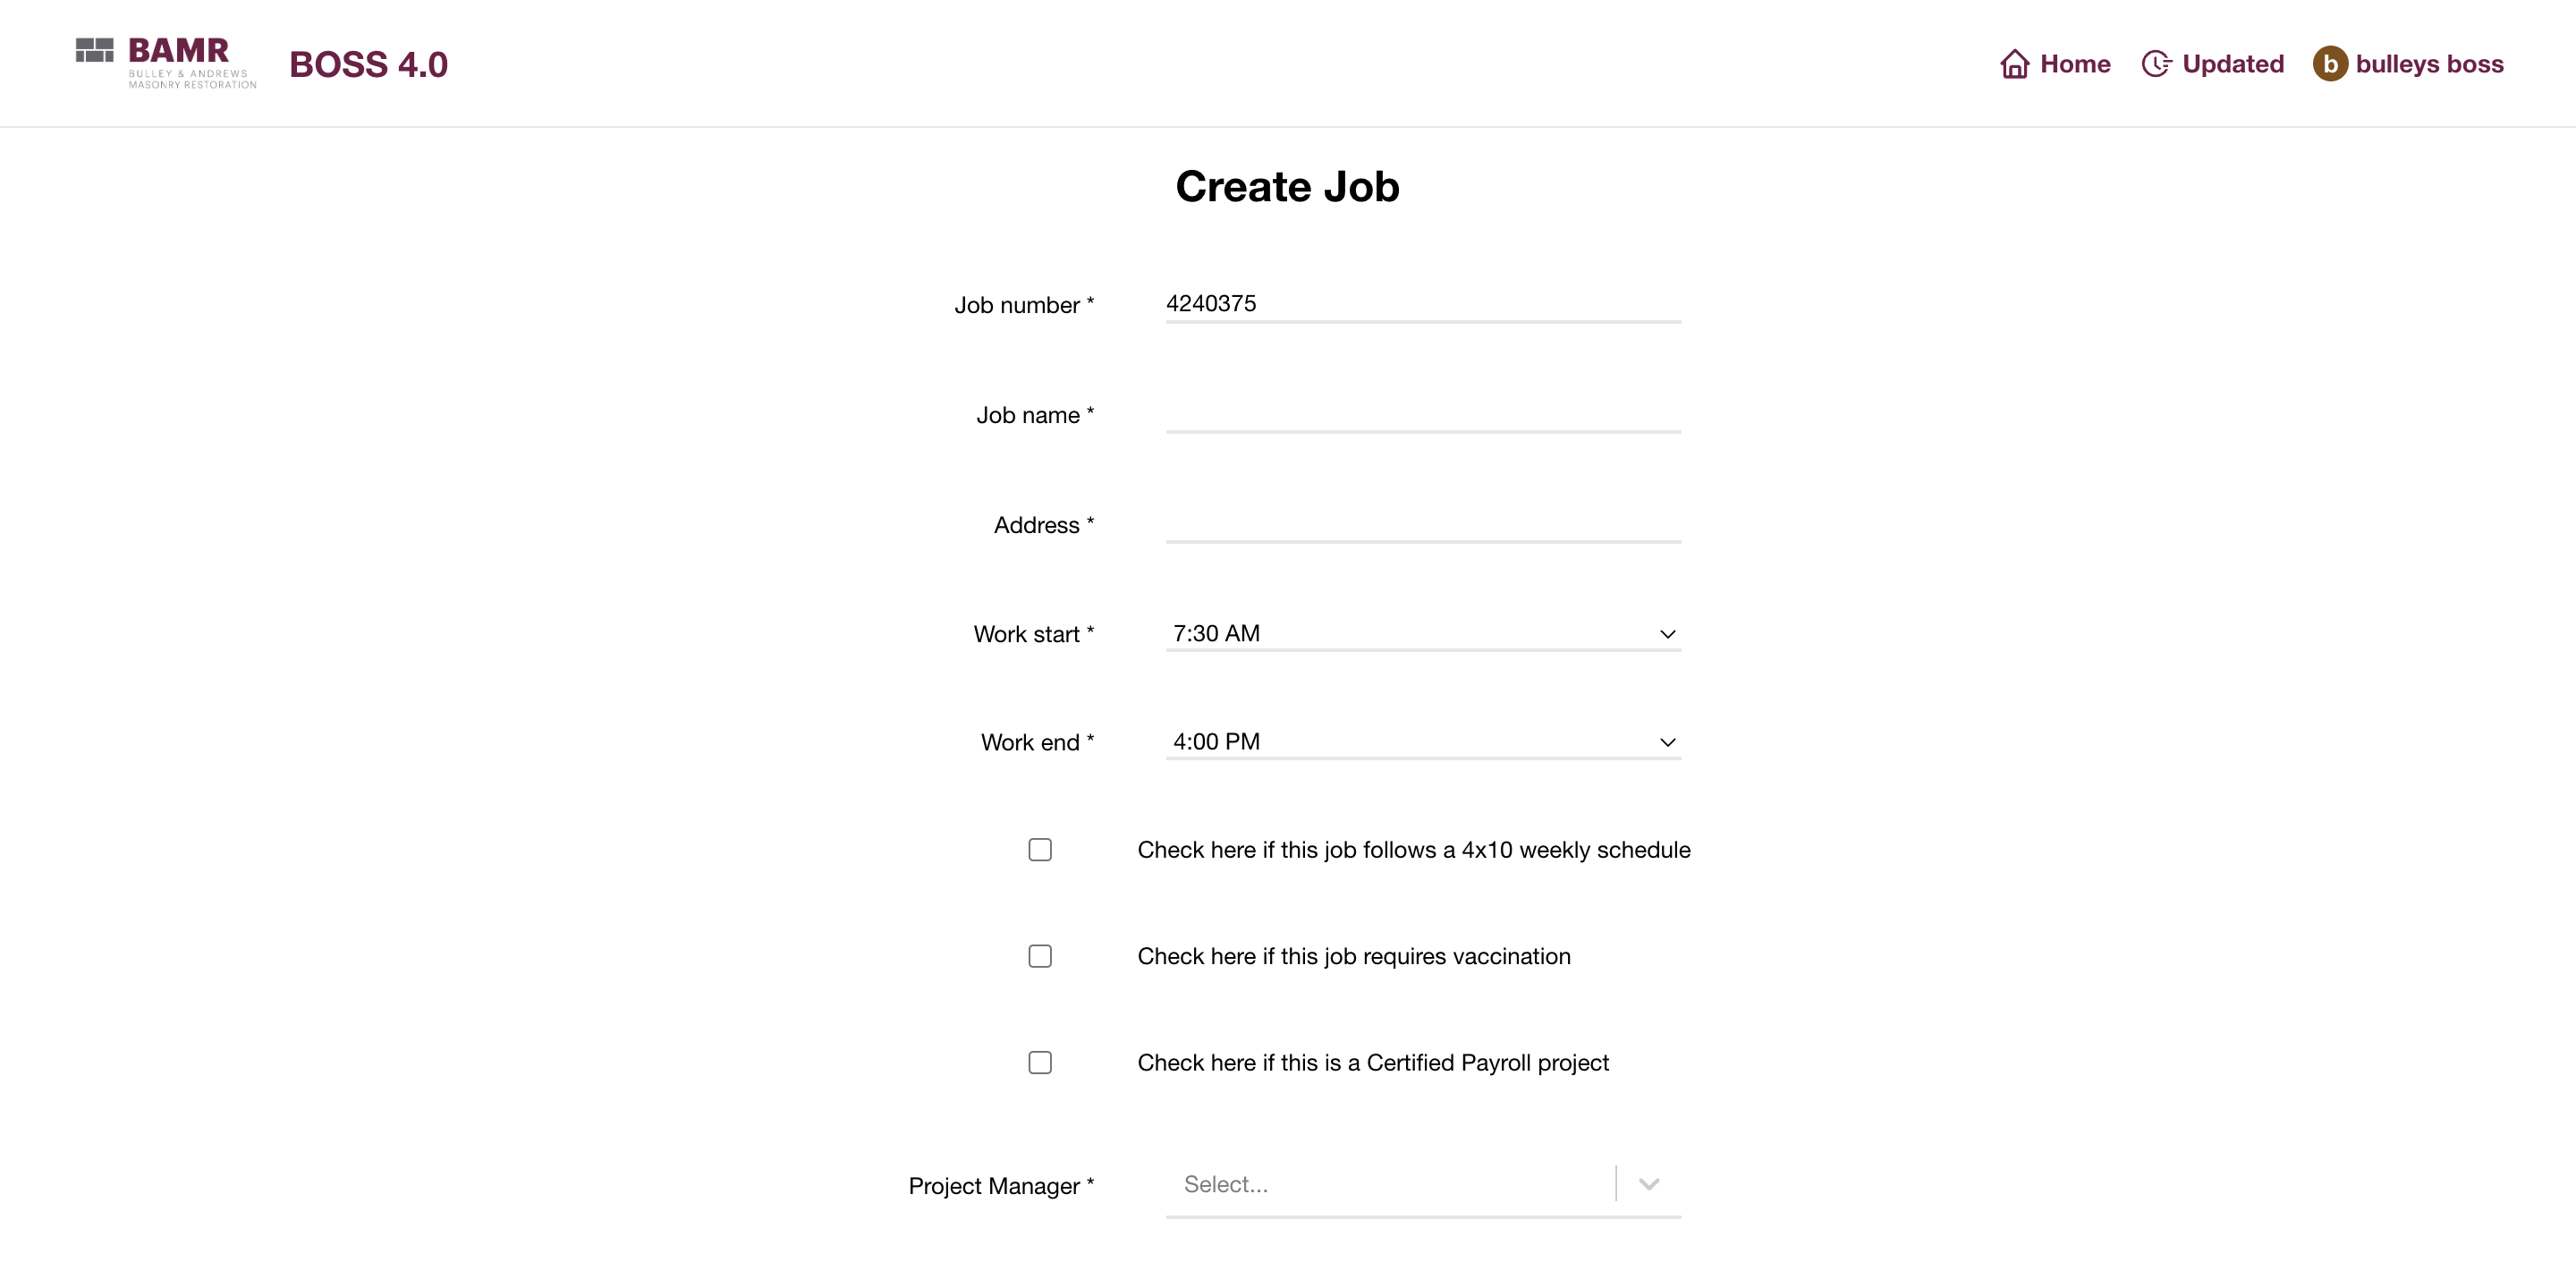 BAMR
BULLEY & ANDREWS
MASONRY RESTORATION
BOSS 4.0
Home
Updated
b
bulleys boss
Create Job
Job number *
4240375
Job name *
Address *
Work start *
7:30 AM
Work end *
4:00 PM
Check here if this job follows a 4x10 weekly schedule
Check here if this job requires vaccination
Check here if this is a Certified Payroll project
Project Manager *
Select...